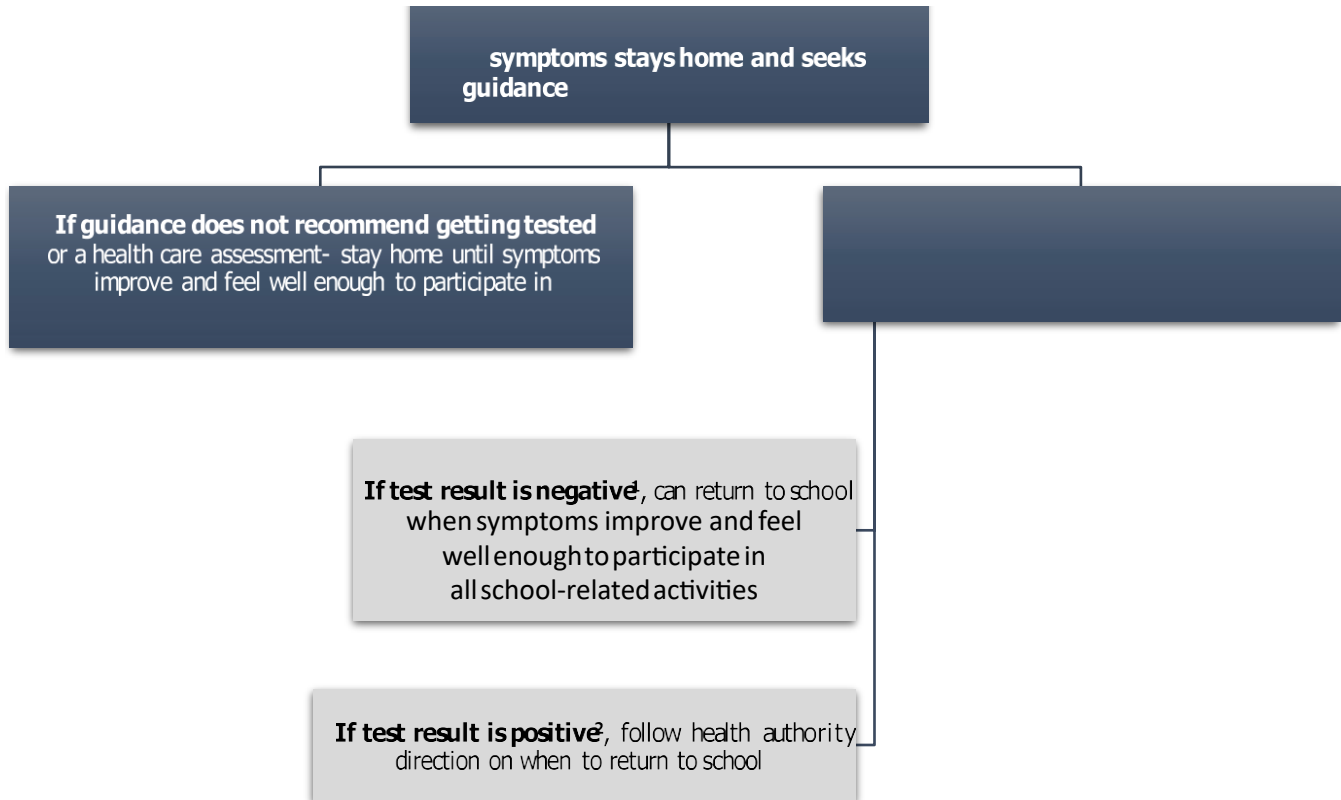 symptoms stays home and seeks
guidance
If guidance does not recommend getting tested
or a health care assessment- stay home until symptoms
improve and feel well enough to participate in
If test result is negative¹, can return to school
when symptoms improve and feel
well enough to participate in
all school-related activities
If test result is positive², follow health authority
direction on when to return to school